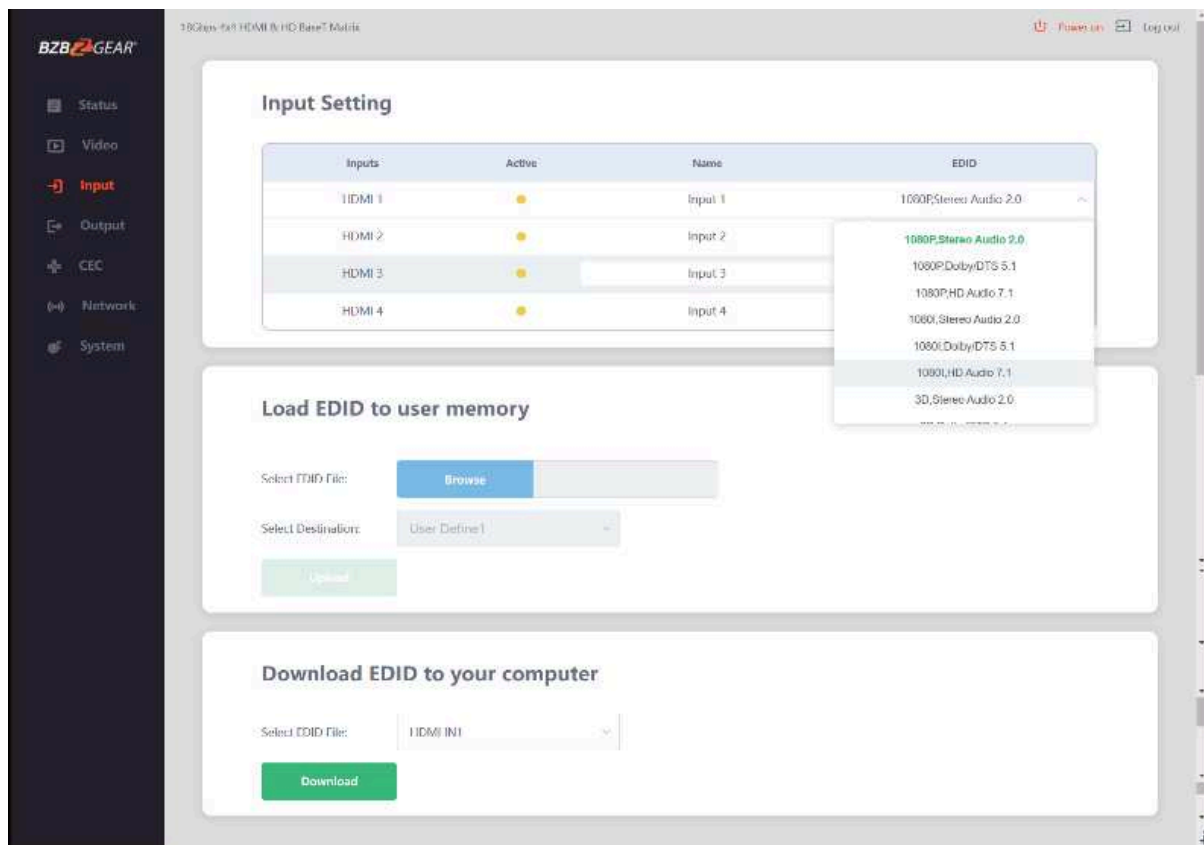 18Gbps 4x4 HDMI & HD BaseT Matrix
Power on
Log out
BZBGEAR
Status
Video
Input
Output
CEC
Network
System
Input Setting
Inputs Active Name EDID
HDMI 1 Input 1 1080P,Stereo Audio 2.0
HDMI 2 Input 2
HDMI 3 Input 3
HDMI 4 Input 4
1080P,Stereo Audio 2.0
1080P,Dolby/DTS 5.1
1080P,HD Audio 7.1
1080I,Stereo Audio 2.0
1080I,Dolby/DTS 5.1
1080I,HD Audio 7.1
3D,Stereo Audio 2.0
Load EDID to user memory
Select EDID File: Browse
Select Destination: User Define1
Upload
Download EDID to your computer
Select EDID File: HDMI IN1
Download